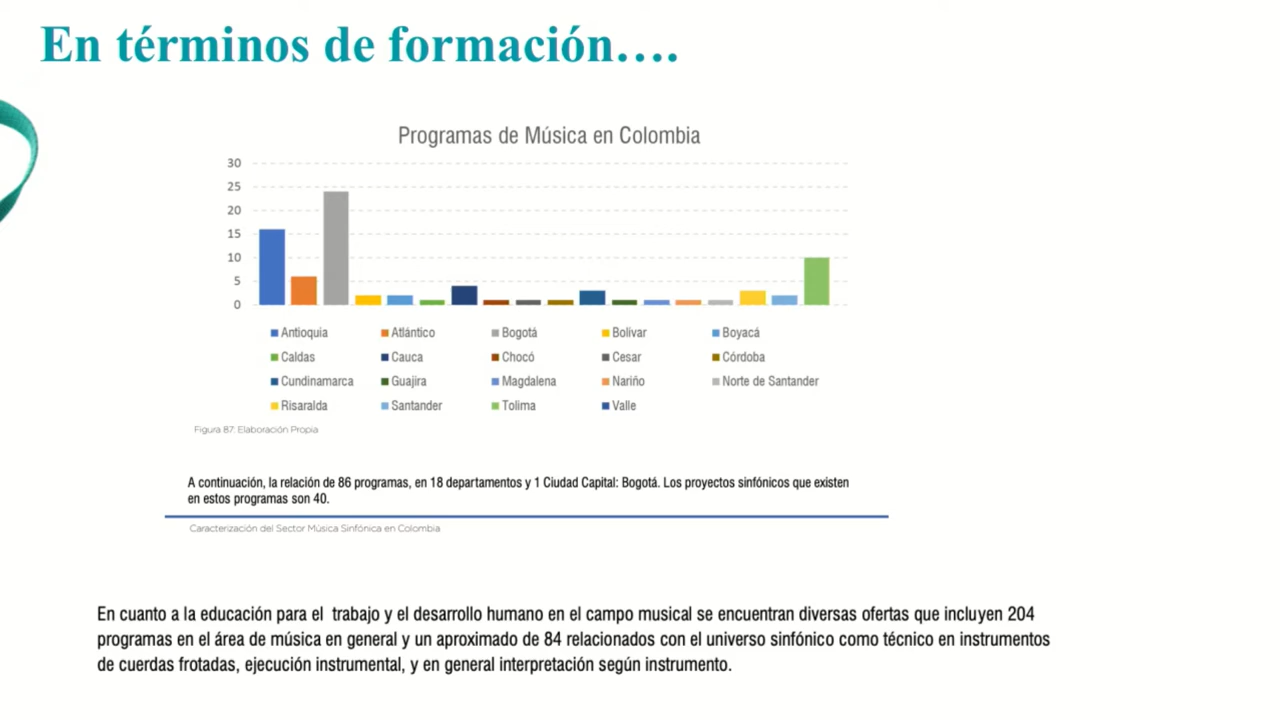 En términos de formación....
Programas de Música en Colombia
30
25
20
15
10
5
0
Antioquia Atlántico Bogotá Bolívar Boyacá
Caldas Cauca Chocó Cesar Córdoba
Cundinamarca Guajira Magdalena Nariño Norte de Santander
Risaralda Santander Tolima Valle
Figura 87: Elaboración Propia
A continuación, la relación de 86 programas, en 18 departamentos y 1 Ciudad Capital: Bogotá. Los proyectos sinfónicos que existen
en estos programas son 40.
Caracterización del Sector Música Sinfónica en Colombia
En cuanto a la educación para el trabajo y el desarrollo humano en el campo musical se encuentran diversas ofertas que incluyen 204
programas en el área de música en general y un aproximado de 84 relacionados con el universo sinfónico como técnico en instrumentos
de cuerdas frotadas, ejecución instrumental, y en general interpretación según instrumento.